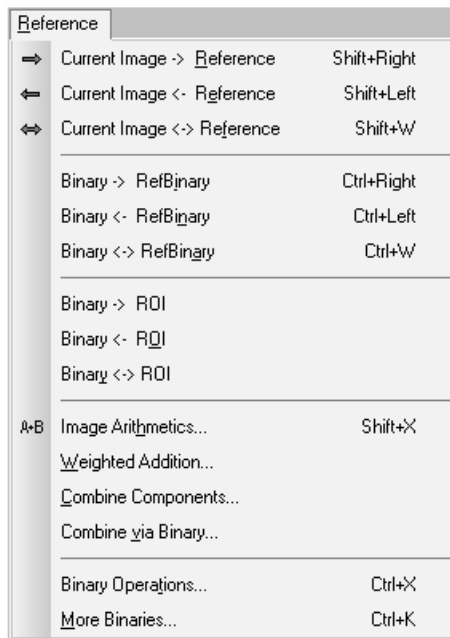 Reference
Current Image -> Reference Shift+Right
Current Image <- Reference Shift+Left
Current Image <-> Reference Shift+W
Binary -> RefBinary Ctrl+Right
Binary <- RefBinary Ctrl+Left
Binary <-> RefBinary Ctrl+W
Binary -> ROI
Binary <- ROI
Binary <-> ROI
A+B Image Arithmetics... Shift+X
Weighted Addition...
Combine Components...
Combine via Binary...
Binary Operations... Ctrl+X
More Binaries... Ctrl+K